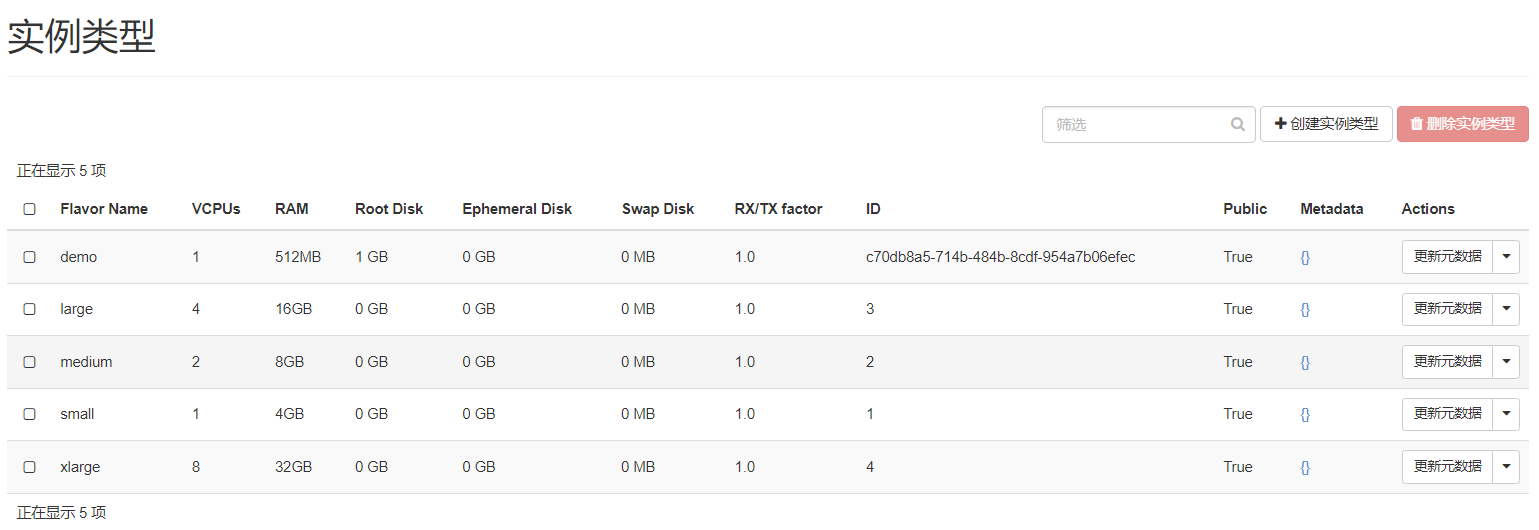 实例类型
筛选 创建实例类型 删除实例类型
正在显示 5 项
Flavor Name VCPUs RAM Root Disk Ephemeral Disk Swap Disk RX/TX factor ID Public Metadata Actions
demo 1 512MB 1 GB 0 GB 0 MB 1.0 c70db8a5-714b-484b-8cdf-954a7b06efec True {} 更新元数据
large 4 16GB 0 GB 0 GB 0 MB 1.0 3 True {} 更新元数据
medium 2 8GB 0 GB 0 GB 0 MB 1.0 2 True {} 更新元数据
small 1 4GB 0 GB 0 GB 0 MB 1.0 1 True {} 更新元数据
xlarge 8 32GB 0 GB 0 GB 0 MB 1.0 4 True {} 更新元数据
正在显示 5 项